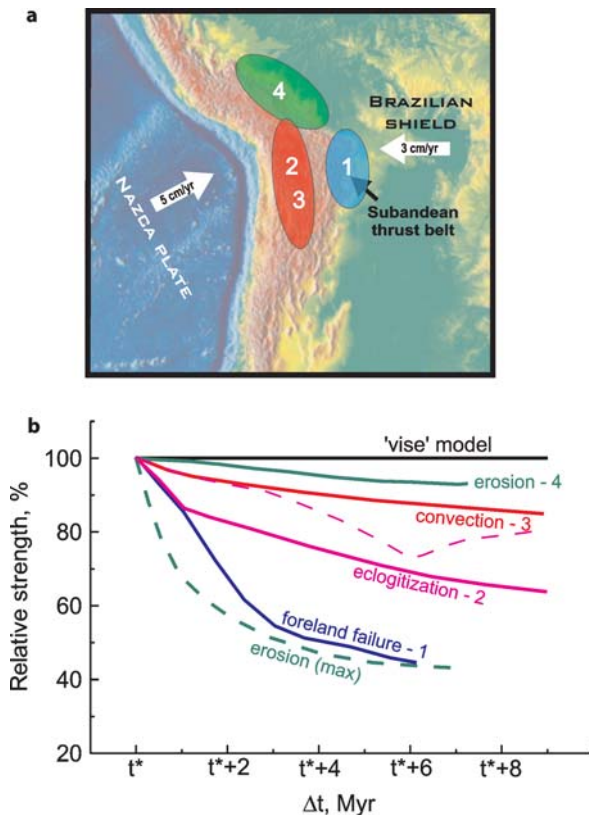 a
4
BRAZILIAN
SHIELD
3 cm/yr
2
1
3
5 cm/yr
Subandean
thrust belt
NAZCA PLATE
b
'vise' model
erosion - 4
convection - 3
eclogitization - 2
foreland failure - 1
erosion (max)
Relative strength, %
100
80
60
40
20
t* t*+2 t*+4 t*+6 t*+8
Δt, Myr